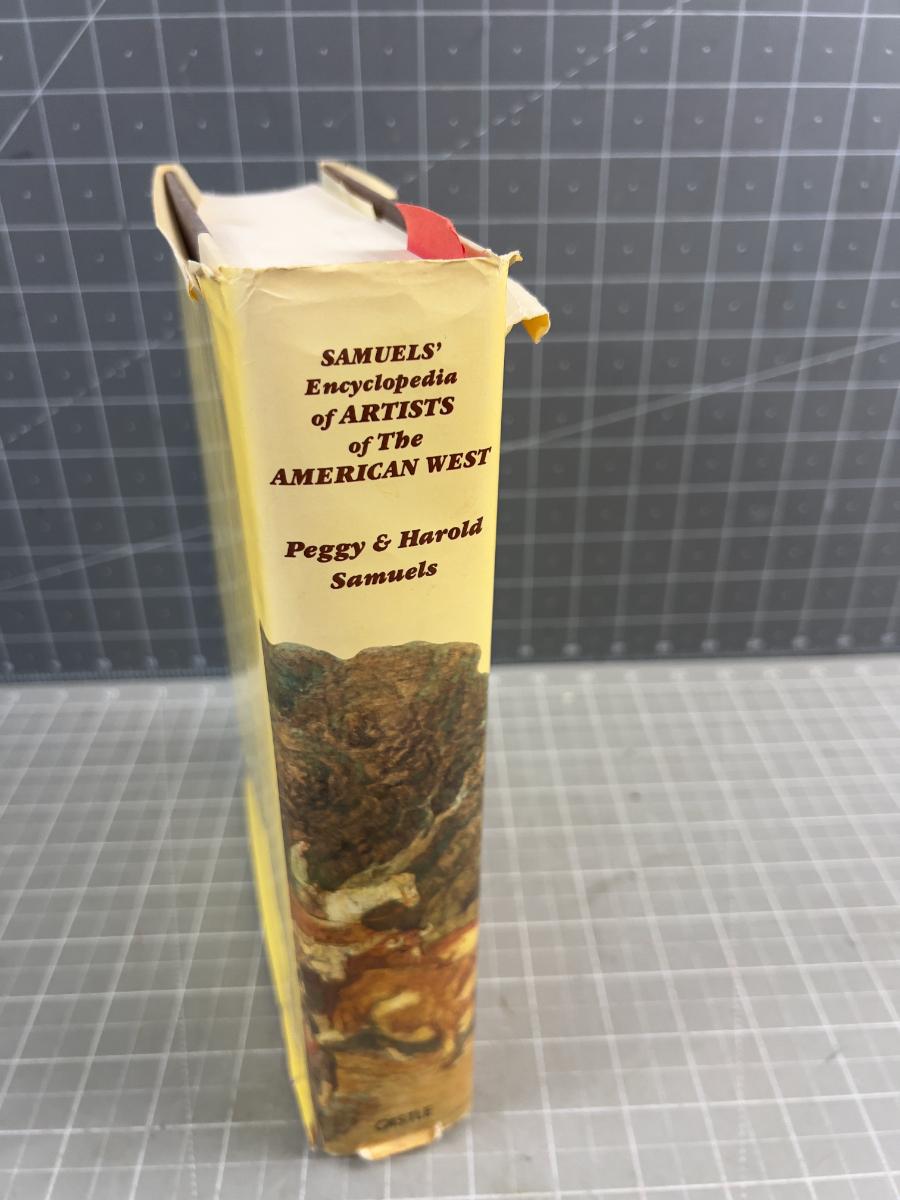 SAMUELS'
Encyclopedia
of ARTISTS
of The
AMERICAN WEST
Peggy & Harold
Samuels
CASTLE